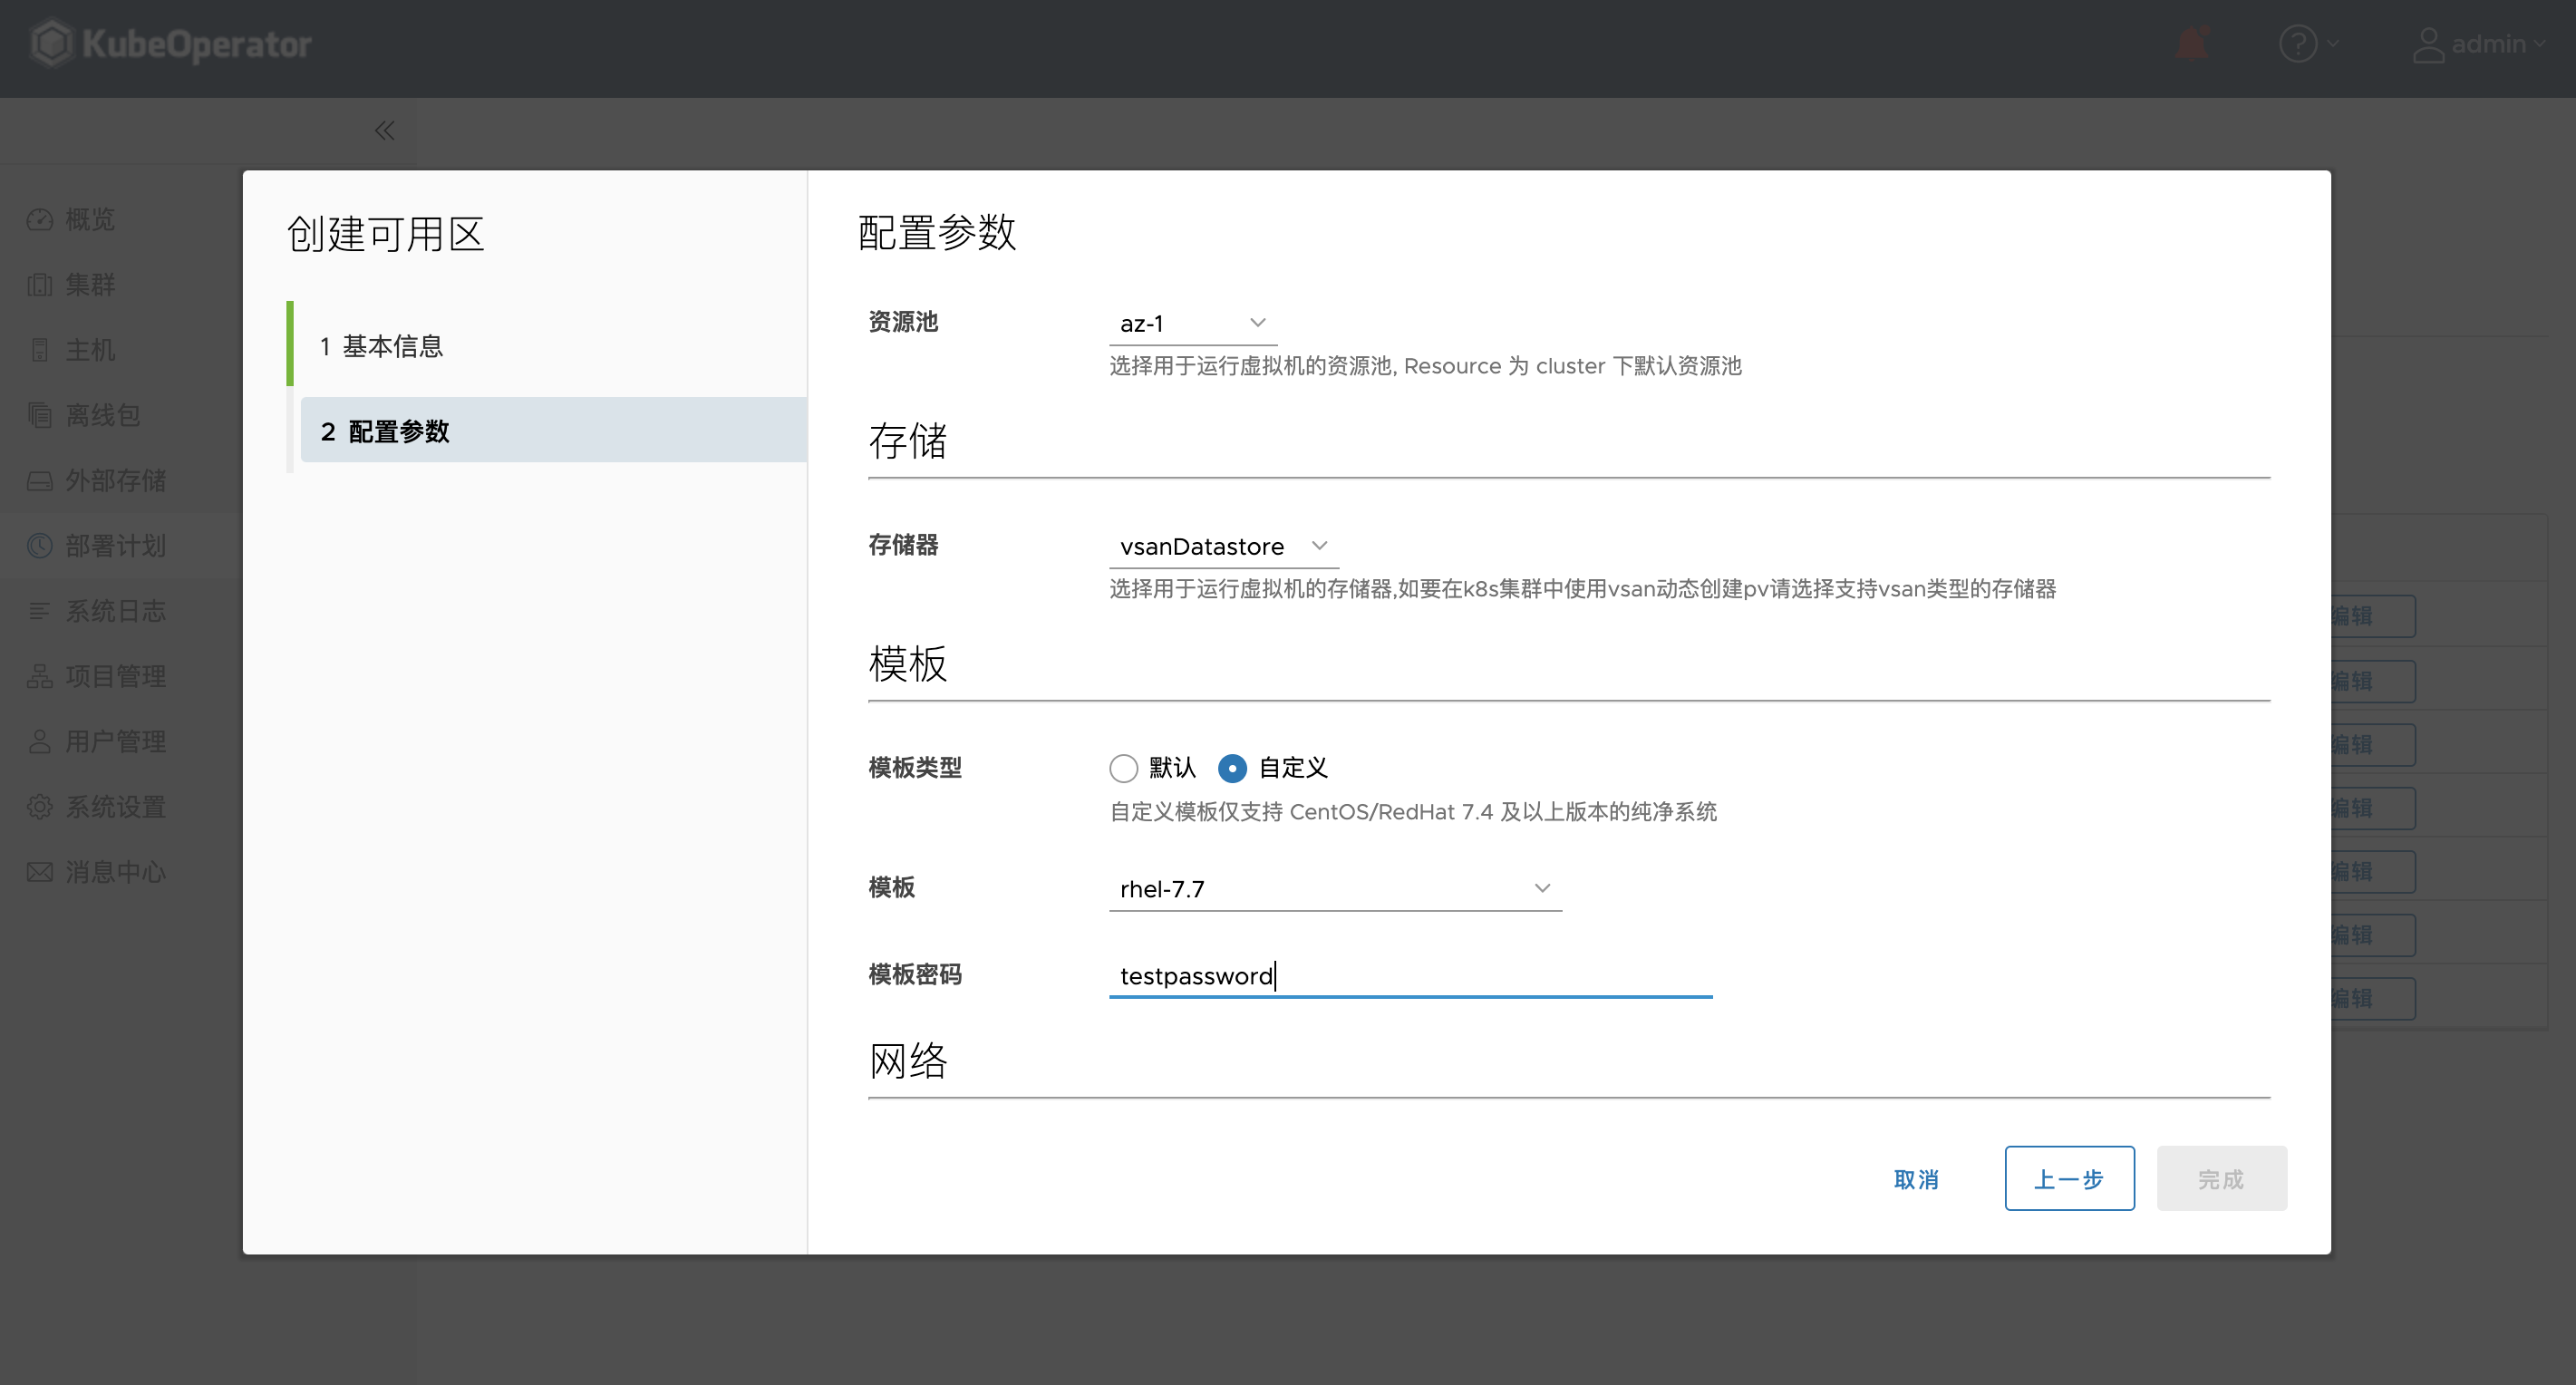 KubeOperator
admin
概览
集群
主机
离线包
外部存储
部署计划
系统日志
项目管理
用户管理
系统设置
消息中心
创建可用区
1 基本信息
2 配置参数
配置参数
资源池
az-1
选择用于运行虚拟机的资源池, Resource 为 cluster 下默认资源池
存储
存储器
vsanDatastore
选择用于运行虚拟机的存储器,如要在k8s集群中使用vsan动态创建pv请选择支持vsan类型的存储器
模板
模板类型
默认 自定义
自定义模板仅支持 CentOS/RedHat 7.4 及以上版本的纯净系统
模板
rhel-7.7
模板密码
testpassword
网络
取消
上一步
完成
编辑
编辑
编辑
编辑
编辑
编辑
编辑